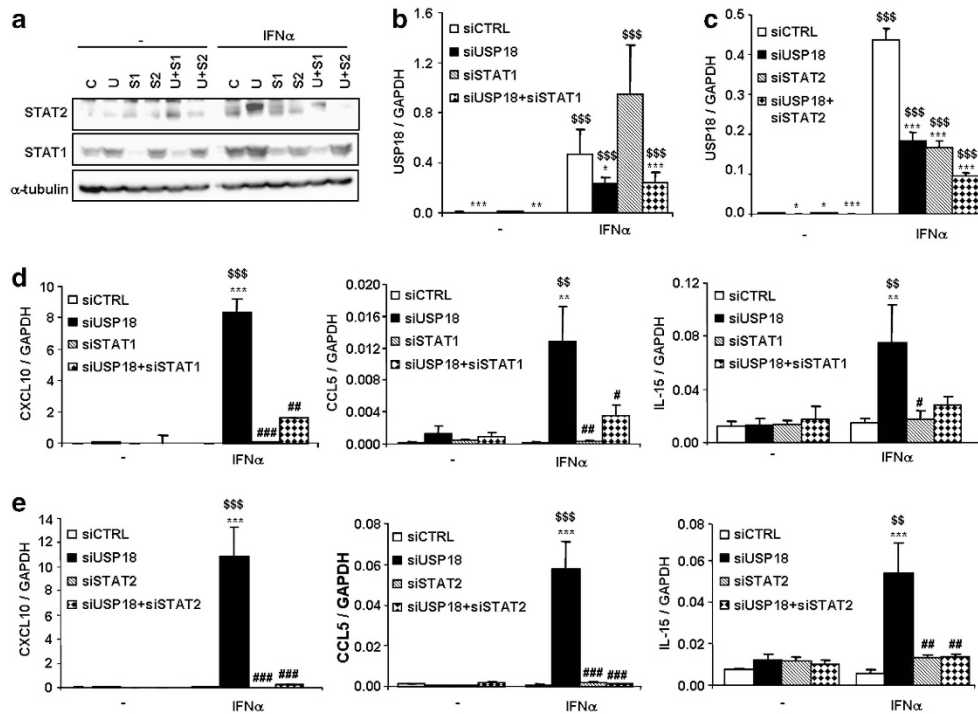 a
- IFNα
C U S1 S2 U+S1 U+S2 C U S1 S2 U+S1 U+S2
STAT2
STAT1
α-tubulin
b
USP18 / GAPDH
1.8
1.2
0.6
0.0
siCTRL
siUSP18
siSTAT1
siUSP18+siSTAT1
*** ** $$$ $$$ * $$$ $$$ ***
- IFNα
c
USP18 / GAPDH
0.5
0.4
0.3
0.2
0.1
0.0
siCTRL
siUSP18
siSTAT2
siUSP18+
siSTAT2
* * *** $$$ $$$ *** $$$ *** $$$ ***
- IFNα
d
CXCL10 / GAPDH
10
8
6
4
2
0
siCTRL
siUSP18
siSTAT1
siUSP18+siSTAT1
$$$
***
### ##
- IFNα
CCL5 / GAPDH
0.020
0.016
0.012
0.008
0.004
0.000
siCTRL
siUSP18
siSTAT1
siUSP18+siSTAT1
$$
**
## #
- IFNα
IL-15 / GAPDH
0.12
0.08
0.04
0.00
siCTRL
siUSP18
siSTAT1
siUSP18+siSTAT1
$$
**
#
- IFNα
e
CXCL10 / GAPDH
14
12
10
8
6
4
2
0
siCTRL
siUSP18
siSTAT2
siUSP18+siSTAT2
$$$
***
### ###
- IFNα
CCL5 / GAPDH
0.08
0.06
0.04
0.02
0.00
siCTRL
siUSP18
siSTAT2
siUSP18+siSTAT2
$$$
***
### ###
- IFNα
IL-15 / GAPDH
0.08
0.06
0.04
0.02
0.00
siCTRL
siUSP18
siSTAT2
siUSP18+siSTAT2
$$
***
## ##
- IFNα